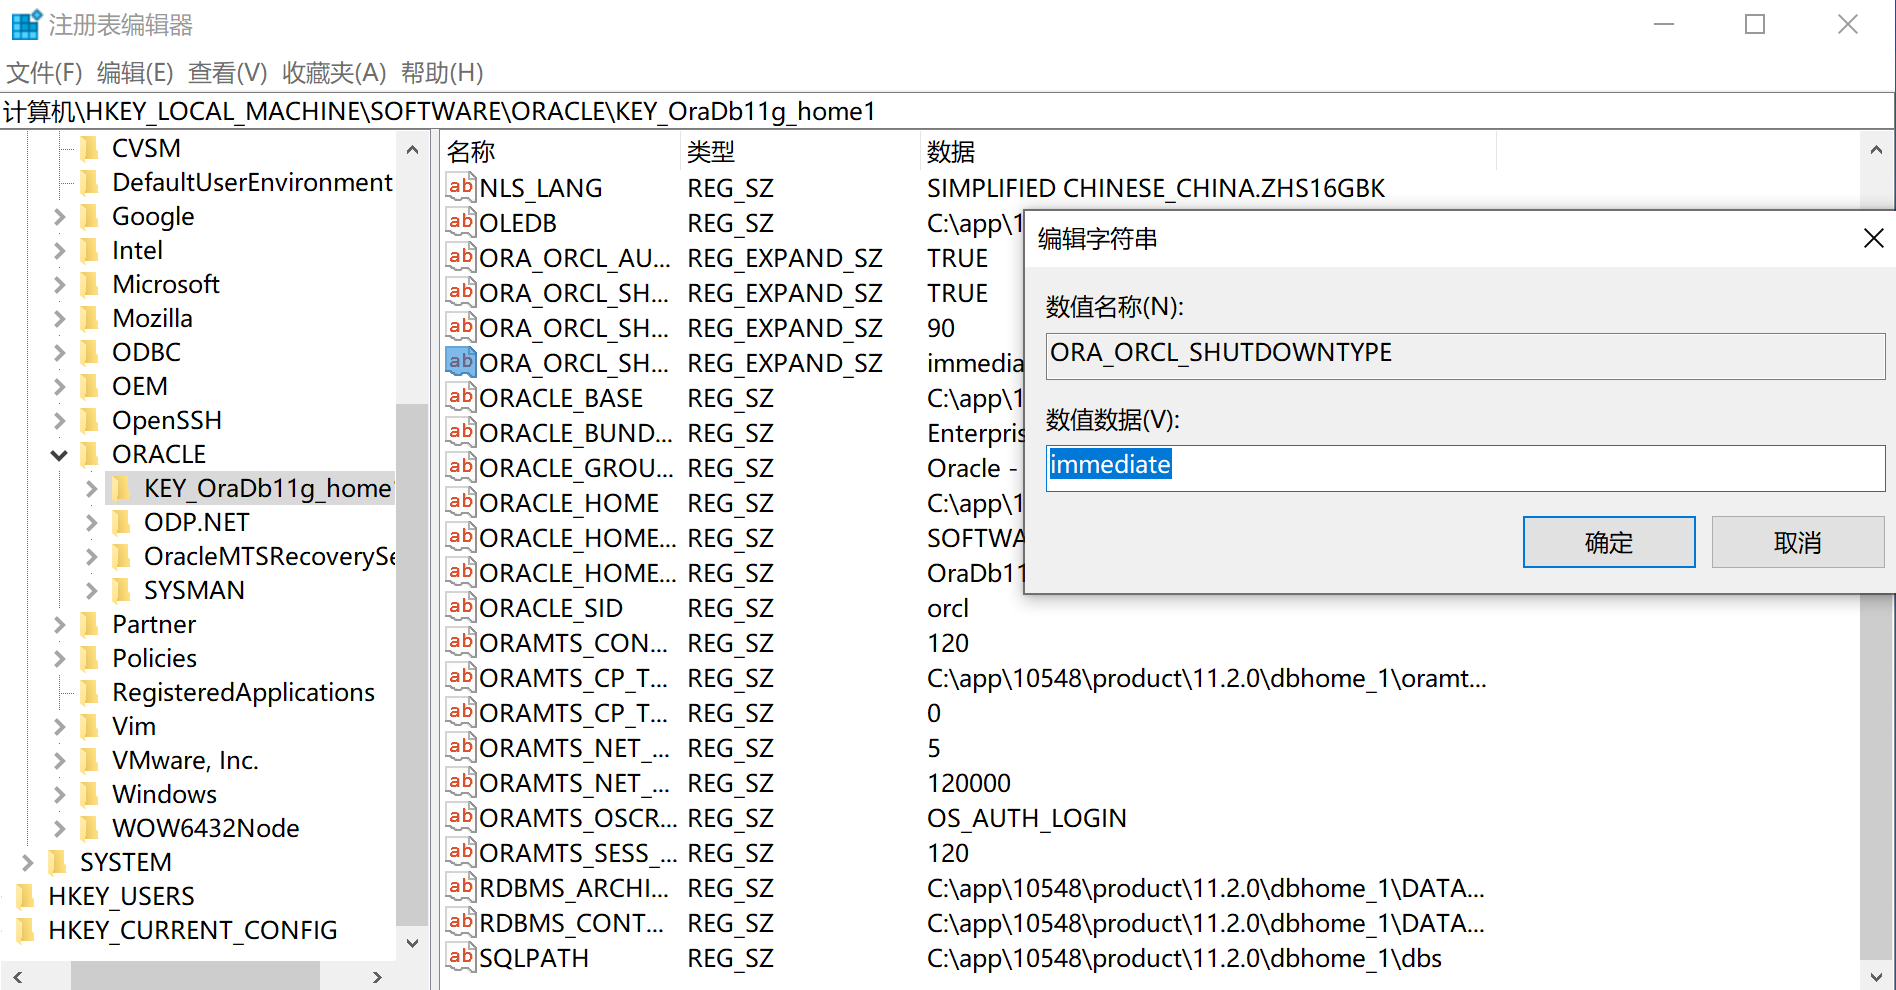 注册表编辑器
文件(F) 编辑(E) 查看(V) 收藏夹(A) 帮助(H)
计算机\HKEY_LOCAL_MACHINE\SOFTWARE\ORACLE\KEY_OraDb11g_home1
CVSM
DefaultUserEnvironment
Google
Intel
Microsoft
Mozilla
ODBC
OEM
OpenSSH
ORACLE
KEY_OraDb11g_home1
ODP.NET
OracleMTSRecoverySe
SYSMAN
Partner
Policies
RegisteredApplications
Vim
VMware, Inc.
Windows
WOW6432Node
SYSTEM
HKEY_USERS
HKEY_CURRENT_CONFIG
名称 类型 数据
NLS_LANG REG_SZ SIMPLIFIED CHINESE_CHINA.ZHS16GBK
OLEDB REG_SZ C:\app\1
ORA_ORCL_AU... REG_EXPAND_SZ TRUE
ORA_ORCL_SH... REG_EXPAND_SZ TRUE
ORA_ORCL_SH... REG_EXPAND_SZ 90
ORA_ORCL_SH... REG_EXPAND_SZ immedia
ORACLE_BASE REG_SZ C:\app\1
ORACLE_BUND... REG_SZ Enterpris
ORACLE_GROU... REG_SZ Oracle -
ORACLE_HOME REG_SZ C:\app\1
ORACLE_HOME... REG_SZ SOFTWA
ORACLE_HOME... REG_SZ OraDb11
ORACLE_SID REG_SZ orcl
ORAMTS_CON... REG_SZ 120
ORAMTS_CP_T... REG_SZ C:\app\10548\product\11.2.0\dbhome_1\oramt...
ORAMTS_CP_T... REG_SZ 0
ORAMTS_NET_... REG_SZ 5
ORAMTS_NET_... REG_SZ 120000
ORAMTS_OSCR... REG_SZ OS_AUTH_LOGIN
ORAMTS_SESS_... REG_SZ 120
RDBMS_ARCHI... REG_SZ C:\app\10548\product\11.2.0\dbhome_1\DATA...
RDBMS_CONT... REG_SZ C:\app\10548\product\11.2.0\dbhome_1\DATA...
SQLPATH REG_SZ C:\app\10548\product\11.2.0\dbhome_1\dbs
编辑字符串
数值名称(N):
ORA_ORCL_SHUTDOWNTYPE
数值数据(V):
immediate
确定 取消